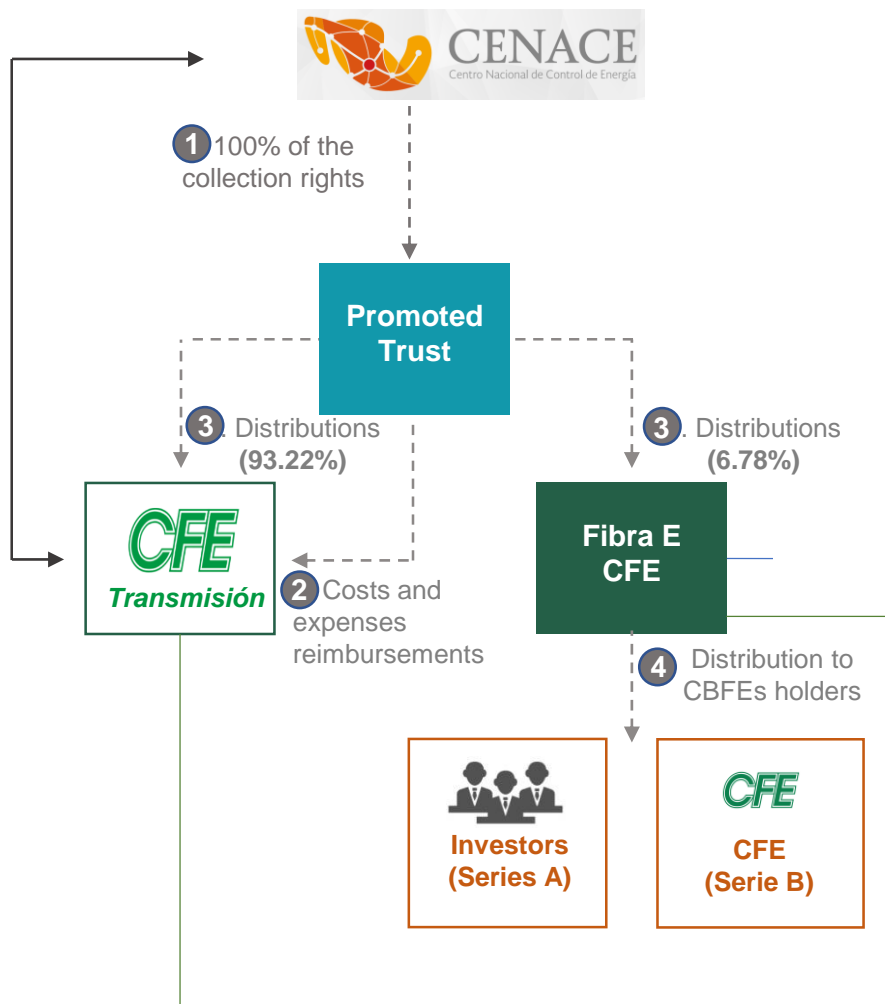 CENACE
Centro Nacional de Control de Energía
1 100% of the
collection rights
Promoted
Trust
3. Distributions
(93.22%)
3. Distributions
(6.78%)
CFE
Transmisión
2 Costs and
expenses
reimbursements
Fibra E
CFE
4 Distribution to
CBFEs holders
Investors
(Series A)
CFE
CFE
(Serie B)